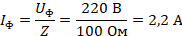 I_Ф = U_Ф / Z = 220 В / 100 Ом = 2,2 А